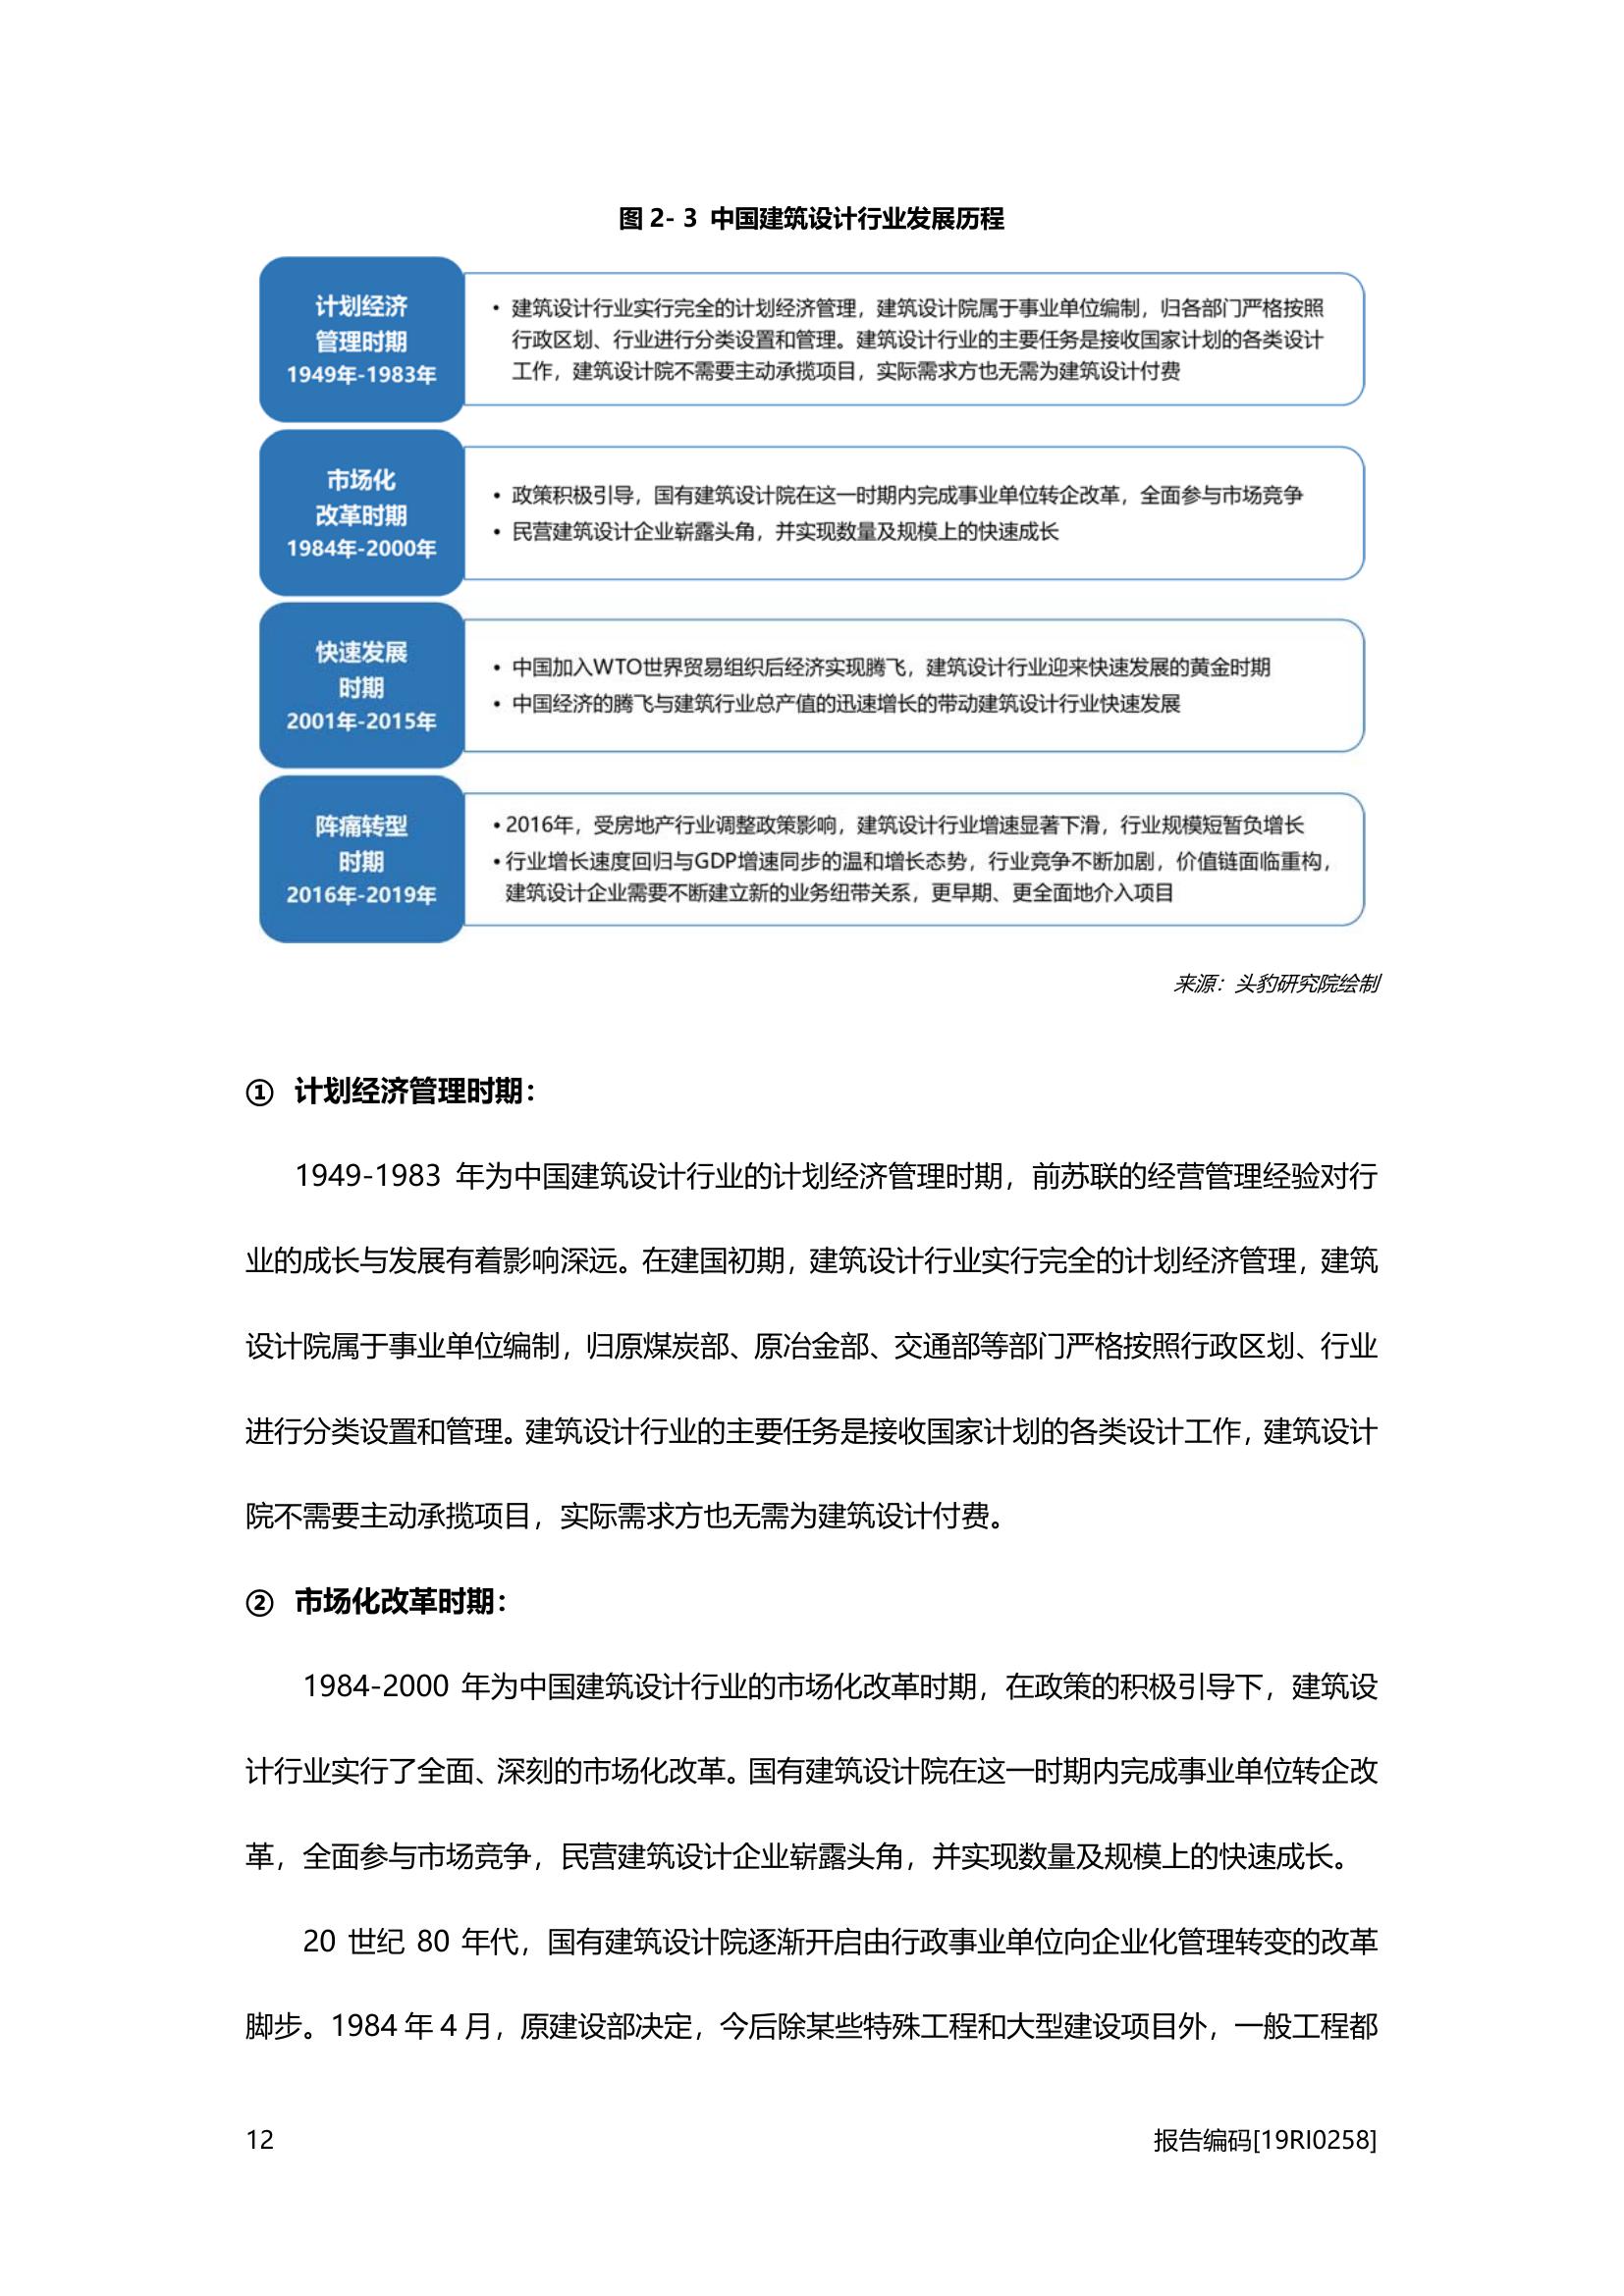 图 2- 3 中国建筑设计行业发展历程
计划经济
管理时期
1949年-1983年
• 建筑设计行业实行完全的计划经济管理，建筑设计院属于事业单位编制，归各部门严格按照
行政区划、行业进行分类设置和管理。建筑设计行业的主要任务是接收国家计划的各类设计
工作，建筑设计院不需要主动承揽项目，实际需求方也无需为建筑设计付费
市场化
改革时期
1984年-2000年
• 政策积极引导，国有建筑设计院在这一时期内完成事业单位转企改革，全面参与市场竞争
• 民营建筑设计企业崭露头角，并实现数量及规模上的快速成长
快速发展
时期
2001年-2015年
• 中国加入WTO世界贸易组织后经济实现腾飞，建筑设计行业迎来快速发展的黄金时期
• 中国经济的腾飞与建筑行业总产值的迅速增长的带动建筑设计行业快速发展
阵痛转型
时期
2016年-2019年
• 2016年，受房地产行业调整政策影响，建筑设计行业增速显著下滑，行业规模短暂负增长
• 行业增长速度回归与GDP增速同步的温和增长态势，行业竞争不断加剧，价值链面临重构，
建筑设计企业需要不断建立新的业务纽带关系，更早期、更全面地介入项目
来源：头豹研究院绘制
① 计划经济管理时期：
1949-1983 年为中国建筑设计行业的计划经济管理时期，前苏联的经营管理经验对行
业的成长与发展有着影响深远。在建国初期，建筑设计行业实行完全的计划经济管理，建筑
设计院属于事业单位编制，归原煤炭部、原冶金部、交通部等部门严格按照行政区划、行业
进行分类设置和管理。建筑设计行业的主要任务是接收国家计划的各类设计工作，建筑设计
院不需要主动承揽项目，实际需求方也无需为建筑设计付费。
② 市场化改革时期：
1984-2000 年为中国建筑设计行业的市场化改革时期，在政策的积极引导下，建筑设
计行业实行了全面、深刻的市场化改革。国有建筑设计院在这一时期内完成事业单位转企改
革，全面参与市场竞争，民营建筑设计企业崭露头角，并实现数量及规模上的快速成长。
20 世纪 80 年代，国有建筑设计院逐渐开启由行政事业单位向企业化管理转变的改革
脚步。1984 年 4 月，原建设部决定，今后除某些特殊工程和大型建设项目外，一般工程都
12
报告编码[19RI0258]